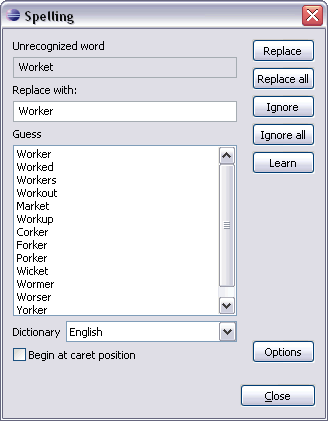 Spelling
Unrecognized word
Worket
Replace
Replace all
Replace with:
Worker
Ignore
Guess
Ignore all
Learn
Worker
Worked
Workers
Workout
Market
Workup
Corker
Forker
Porker
Wicket
Wormer
Worser
Yorker
Dictionary English
Begin at caret position
Options
Close